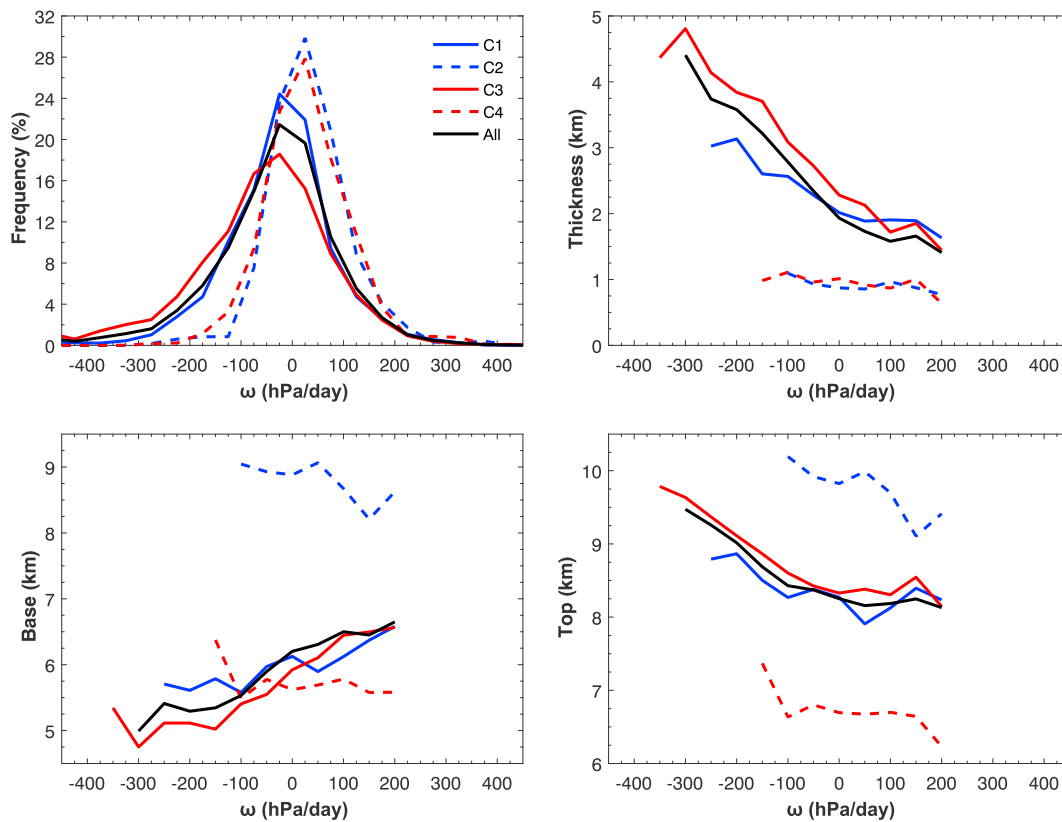 32
28
24
20
16
12
8
4
0
Frequency (%)
C1
C2
C3
C4
All
-400 -300 -200 -100 0 100 200 300 400
ω (hPa/day)
5
4
3
2
1
0
Thickness (km)
-400 -300 -200 -100 0 100 200 300 400
ω (hPa/day)
9
8
7
6
5
Base (km)
-400 -300 -200 -100 0 100 200 300 400
ω (hPa/day)
10
9
8
7
6
Top (km)
-400 -300 -200 -100 0 100 200 300 400
ω (hPa/day)